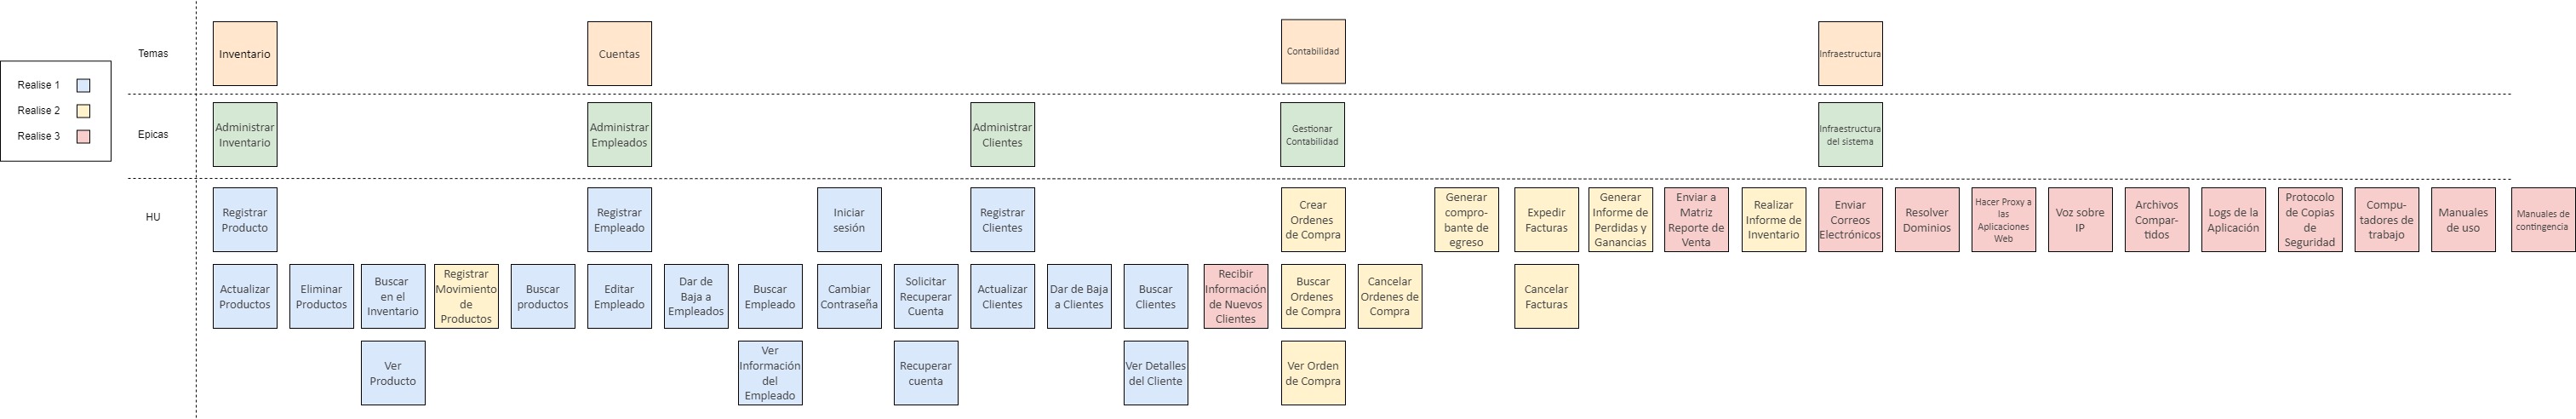 Realise 1
Realise 2
Realise 3
Temas
Inventario
Cuentas
Contabilidad
Infraestructura
Epicas
Administrar
Inventario
Administrar
Empleados
Administrar
Clientes
Gestionar
Contabilidad
Infraestructura
del sistema
HU
Registrar
Producto
Registrar
Empleado
Iniciar
sesión
Registrar
Clientes
Crear
Ordenes
de Compra
Generar
compro-
bante de
egreso
Expedir
Facturas
Generar
Informe de
Perdidas y
Ganancias
Enviar a
Matriz
Reporte de
Venta
Realizar
Informe de
Inventario
Enviar
Correos
Electrónicos
Resolver
Dominios
Hacer Proxy a
las
Aplicaciones
Web
Voz sobre
IP
Archivos
Compar-
tidos
Logs de la
Aplicación
Protocolo
de Copias
de
Seguridad
Compu-
tadores de
trabajo
Manuales
de uso
Manuales de
contingencia
Actualizar
Productos
Eliminar
Productos
Buscar
en el
Inventario
Registrar
Movimiento
de
Productos
Buscar
productos
Editar
Empleado
Dar de
Baja a
Empleados
Buscar
Empleado
Cambiar
Contraseña
Solicitar
Recuperar
Cuenta
Actualizar
Clientes
Dar de Baja
a Clientes
Buscar
Clientes
Recibir
Información
de Nuevos
Clientes
Buscar
Ordenes
de Compra
Cancelar
Ordenes de
Compra
Cancelar
Facturas
Ver
Producto
Ver
Información
del
Empleado
Recuperar
cuenta
Ver Detalles
del Cliente
Ver Orden
de Compra